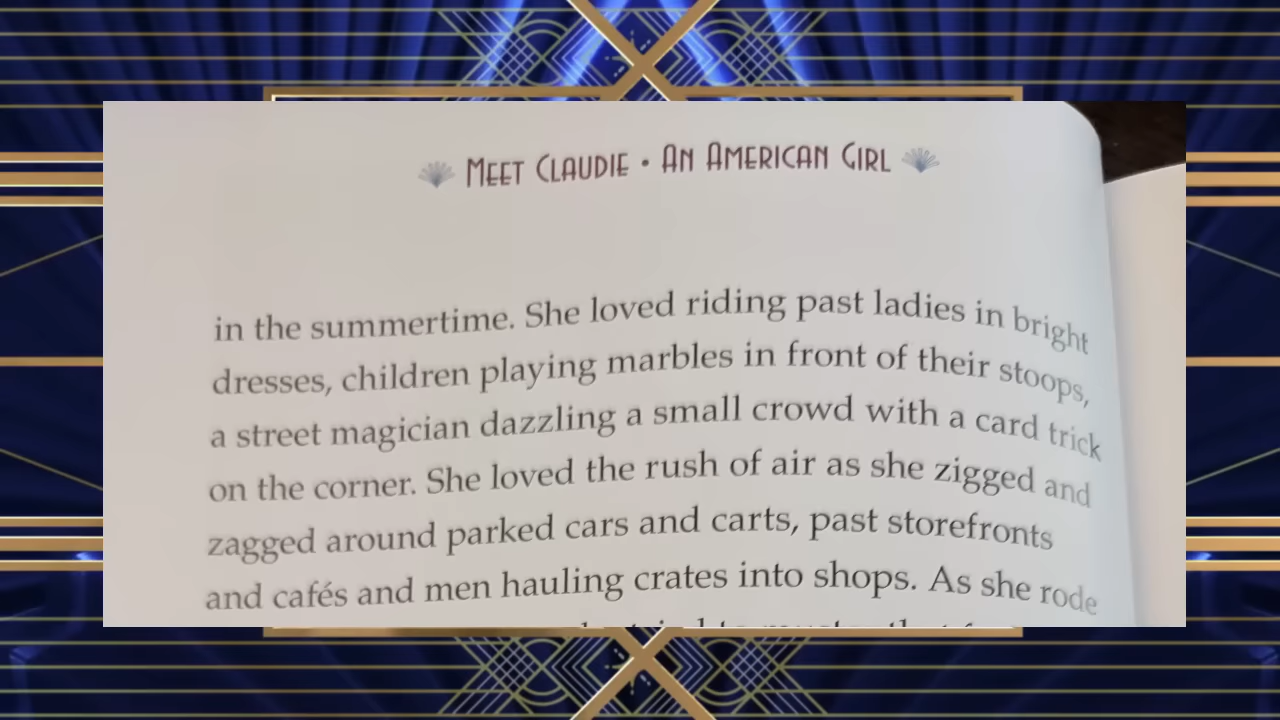 MEET CLAUDIE • AN AMERICAN GIRL
in the summertime. She loved riding past ladies in bright
dresses, children playing marbles in front of their stoops,
a street magician dazzling a small crowd with a card trick
on the corner. She loved the rush of air as she zigged and
zagged around parked cars and carts, past storefronts
and cafés and men hauling crates into shops. As she rode